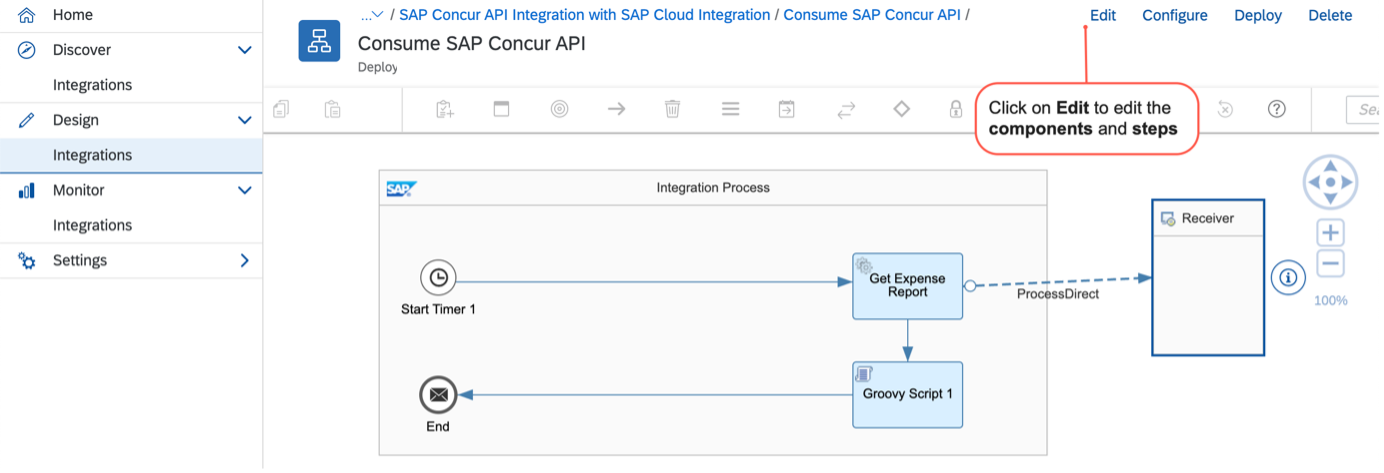 Home
Discover
Integrations
Design
Integrations
Monitor
Integrations
Settings
...
/ SAP Concur API Integration with SAP Cloud Integration / Consume SAP Concur API /
Edit Configure Deploy Delete
Consume SAP Concur API
Deploy
Click on Edit to edit the
components and steps
Sea
SAP
Integration Process
Start Timer 1
Get Expense
Report
ProcessDirect
Receiver
100%
Groovy Script 1
End